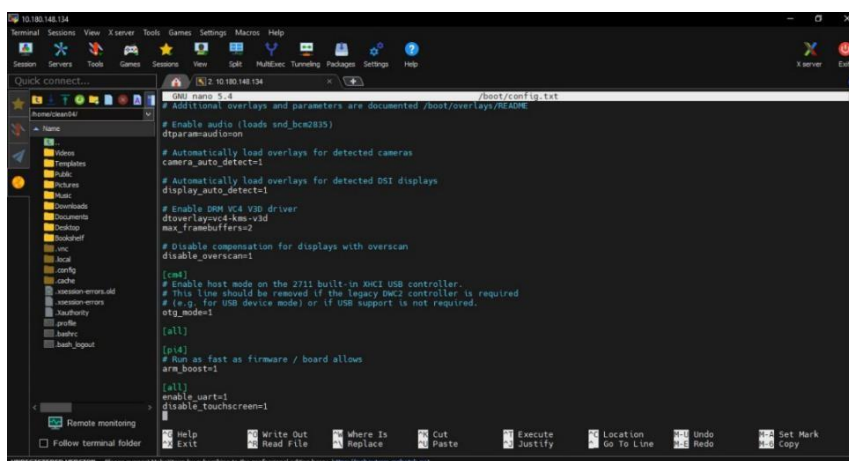 10.180.148.134
Terminal Sessions View X server Tools Games Settings Macros Help
Session Servers Tools Games Sessions View Split MultiExec Tunneling Packages Settings Help X server Exit
Quick connect...
2. 10.180.148.134
/home/clean04/
Name
..
Videos
Templates
Public
Pictures
Music
Downloads
Documents
Desktop
Bookshelf
.vnc
.local
.config
.cache
.xsession-errors.old
.xsession-errors
.Xauthority
.profile
.bashrc
.bash_logout
Remote monitoring
Follow terminal folder
GNU nano 5.4 /boot/config.txt
# Additional overlays and parameters are documented /boot/overlays/README
# Enable audio (loads snd_bcm2835)
dtparam=audio=on
# Automatically load overlays for detected cameras
camera_auto_detect=1
# Automatically load overlays for detected DSI displays
display_auto_detect=1
# Enable DRM VC4 V3D driver
dtoverlay=vc4-kms-v3d
max_framebuffers=2
# Disable compensation for displays with overscan
disable_overscan=1
[cm4]
# Enable host mode on the 2711 built-in XHCI USB controller.
# This line should be removed if the legacy DWC2 controller is required
# (e.g. for USB device mode) or if USB support is not required.
otg_mode=1
[all]
[pi4]
# Run as fast as firmware / board allows
arm_boost=1
[all]
enable_uart=1
disable_touchscreen=1
^G Help ^O Write Out ^W Where Is ^K Cut ^T Execute ^C Location M-U Undo M-A Set Mark
^X Exit ^R Read File ^\ Replace ^U Paste ^J Justify ^_ Go To Line M-E Redo M-6 Copy